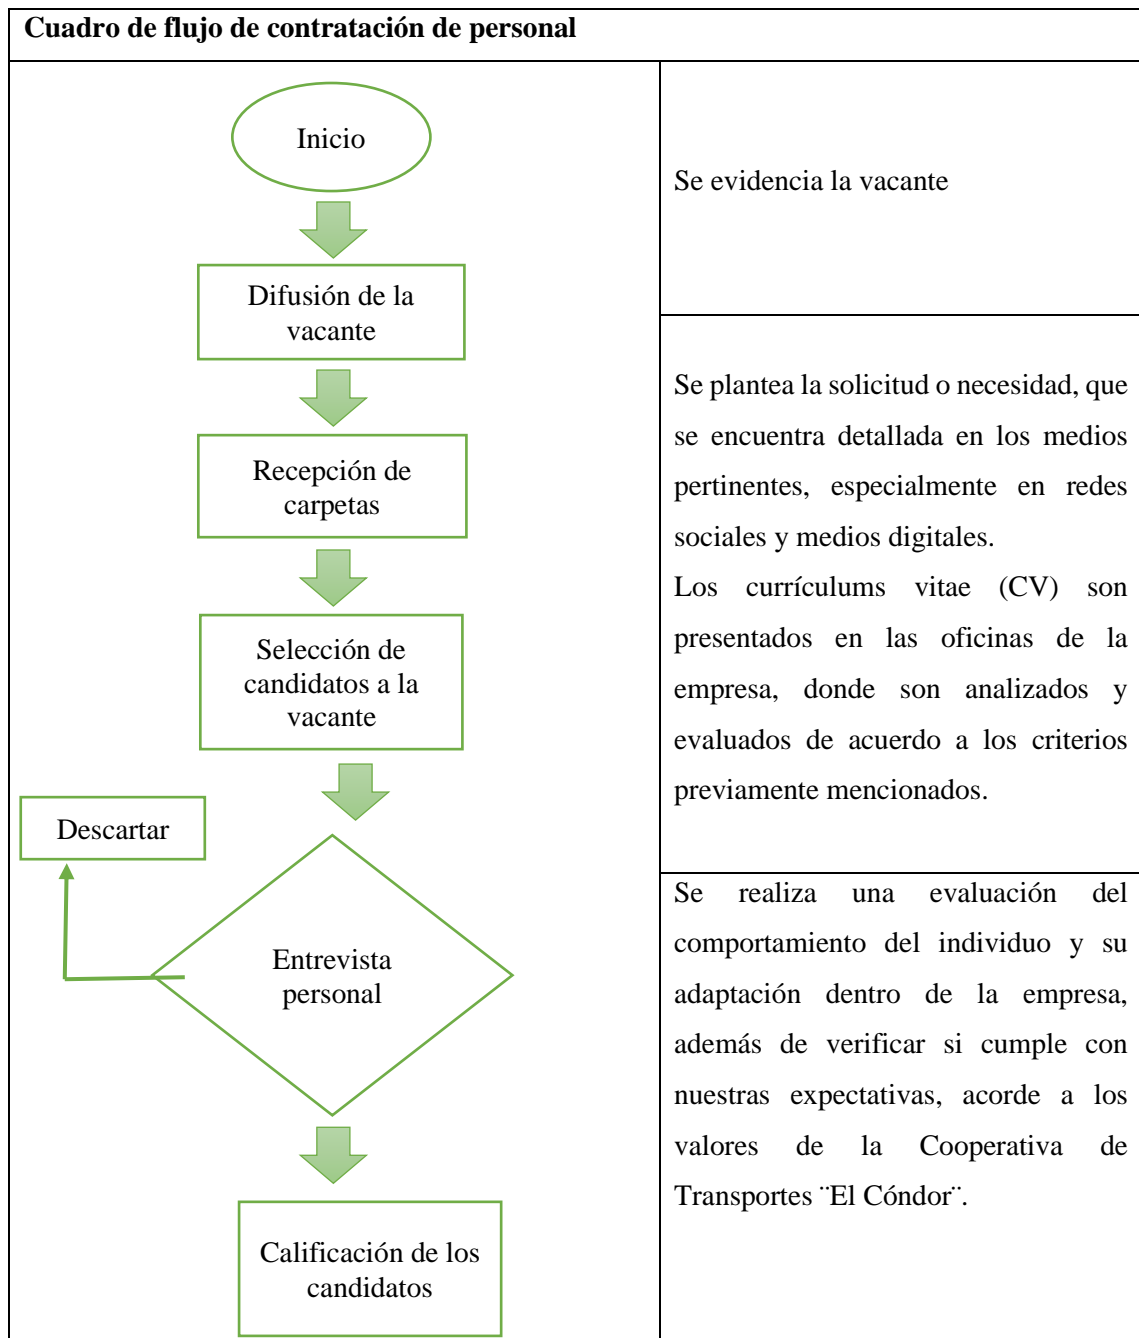 Cuadro de flujo de contratación de personal
Inicio
Se evidencia la vacante
Difusión de la
vacante
Recepción de
carpetas
Selección de
candidatos a la
vacante
Se plantea la solicitud o necesidad, que
se encuentra detallada en los medios
pertinentes, especialmente en redes
sociales y medios digitales.
Los currículums vitae (CV) son
presentados en las oficinas de la
empresa, donde son analizados y
evaluados de acuerdo a los criterios
previamente mencionados.
Descartar
Entrevista
personal
Calificación de los
candidatos
Se realiza una evaluación del
comportamiento del individuo y su
adaptación dentro de la empresa,
además de verificar si cumple con
nuestras expectativas, acorde a los
valores de la Cooperativa de
Transportes ¨El Cóndor¨.